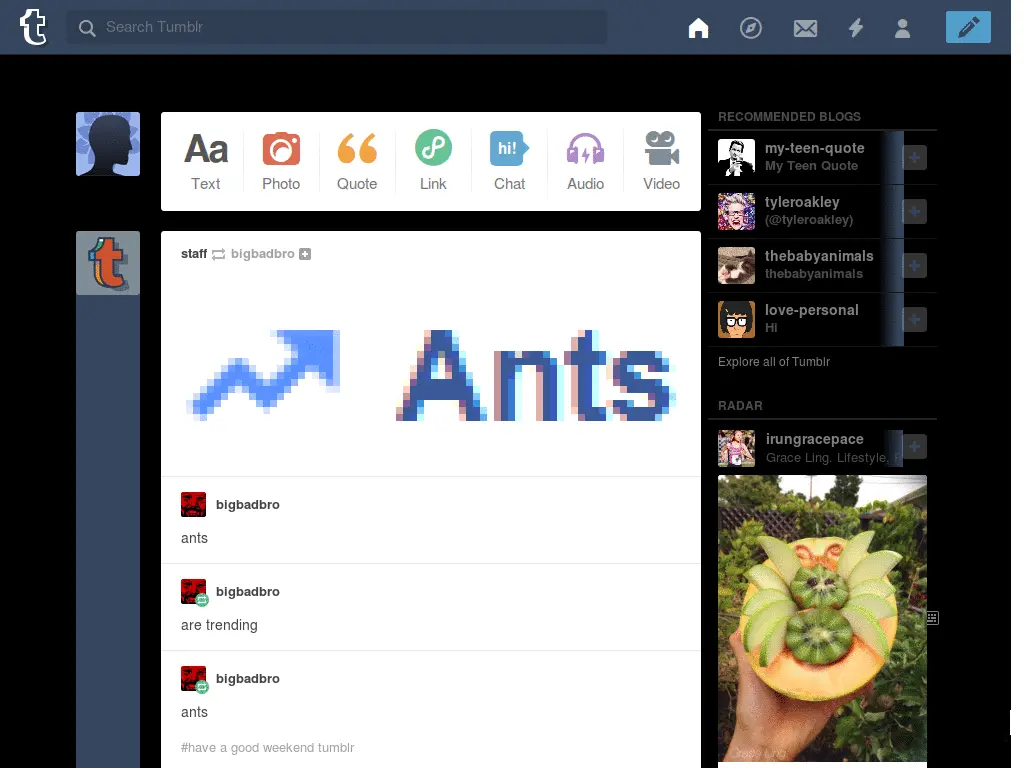 Search Tumblr
Aa
Text
Photo
Quote
Link
hi!
Chat
Audio
Video
staff bigbadbro
Ants
bigbadbro
ants
bigbadbro
are trending
bigbadbro
ants
#have a good weekend tumblr
RECOMMENDED BLOGS
my-teen-quote
My Teen Quote
tyleroakley
(@tyleroakley)
thebabyanimals
thebabyanimals
love-personal
Hi
Explore all of Tumblr
RADAR
irungracepace
Grace Ling. Lifestyle.